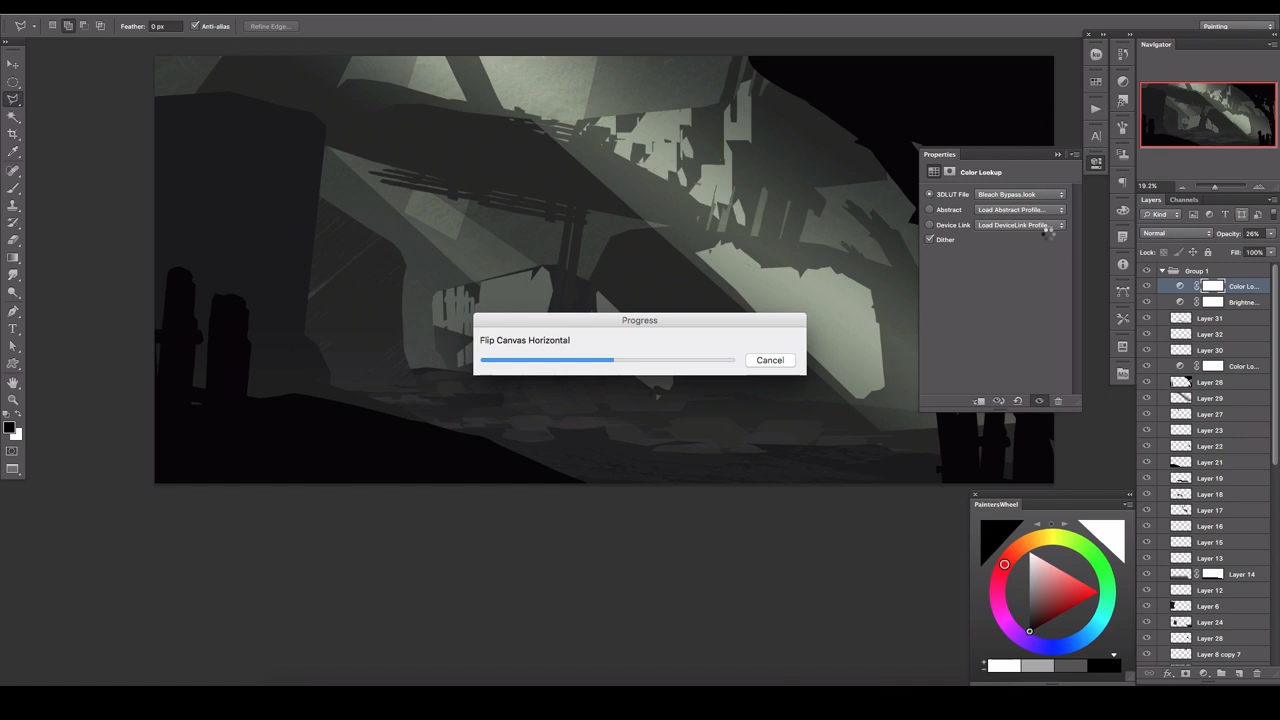 Feather: 0 px Anti-alias Refine Edge... Painting
Navigator
Properties
Color Lookup
3DLUT File Bleach Bypass.look
Abstract Load Abstract Profile...
Device Link Load DeviceLink Profile...
Dither
19.2%
Layers Channels
Kind
Normal Opacity: 26%
Lock: Fill: 100%
Group 1
Color Lo...
Brightne...
Layer 31
Layer 32
Layer 30
Color Lo...
Layer 26
Layer 29
Layer 27
Layer 23
Layer 22
Layer 21
Layer 19
Layer 18
Layer 17
Layer 16
Layer 15
Layer 13
Layer 14
Layer 12
Layer 6
Layer 24
Layer 28
Layer 8 copy 7
Progress
Flip Canvas Horizontal
Cancel
PaintersWheel